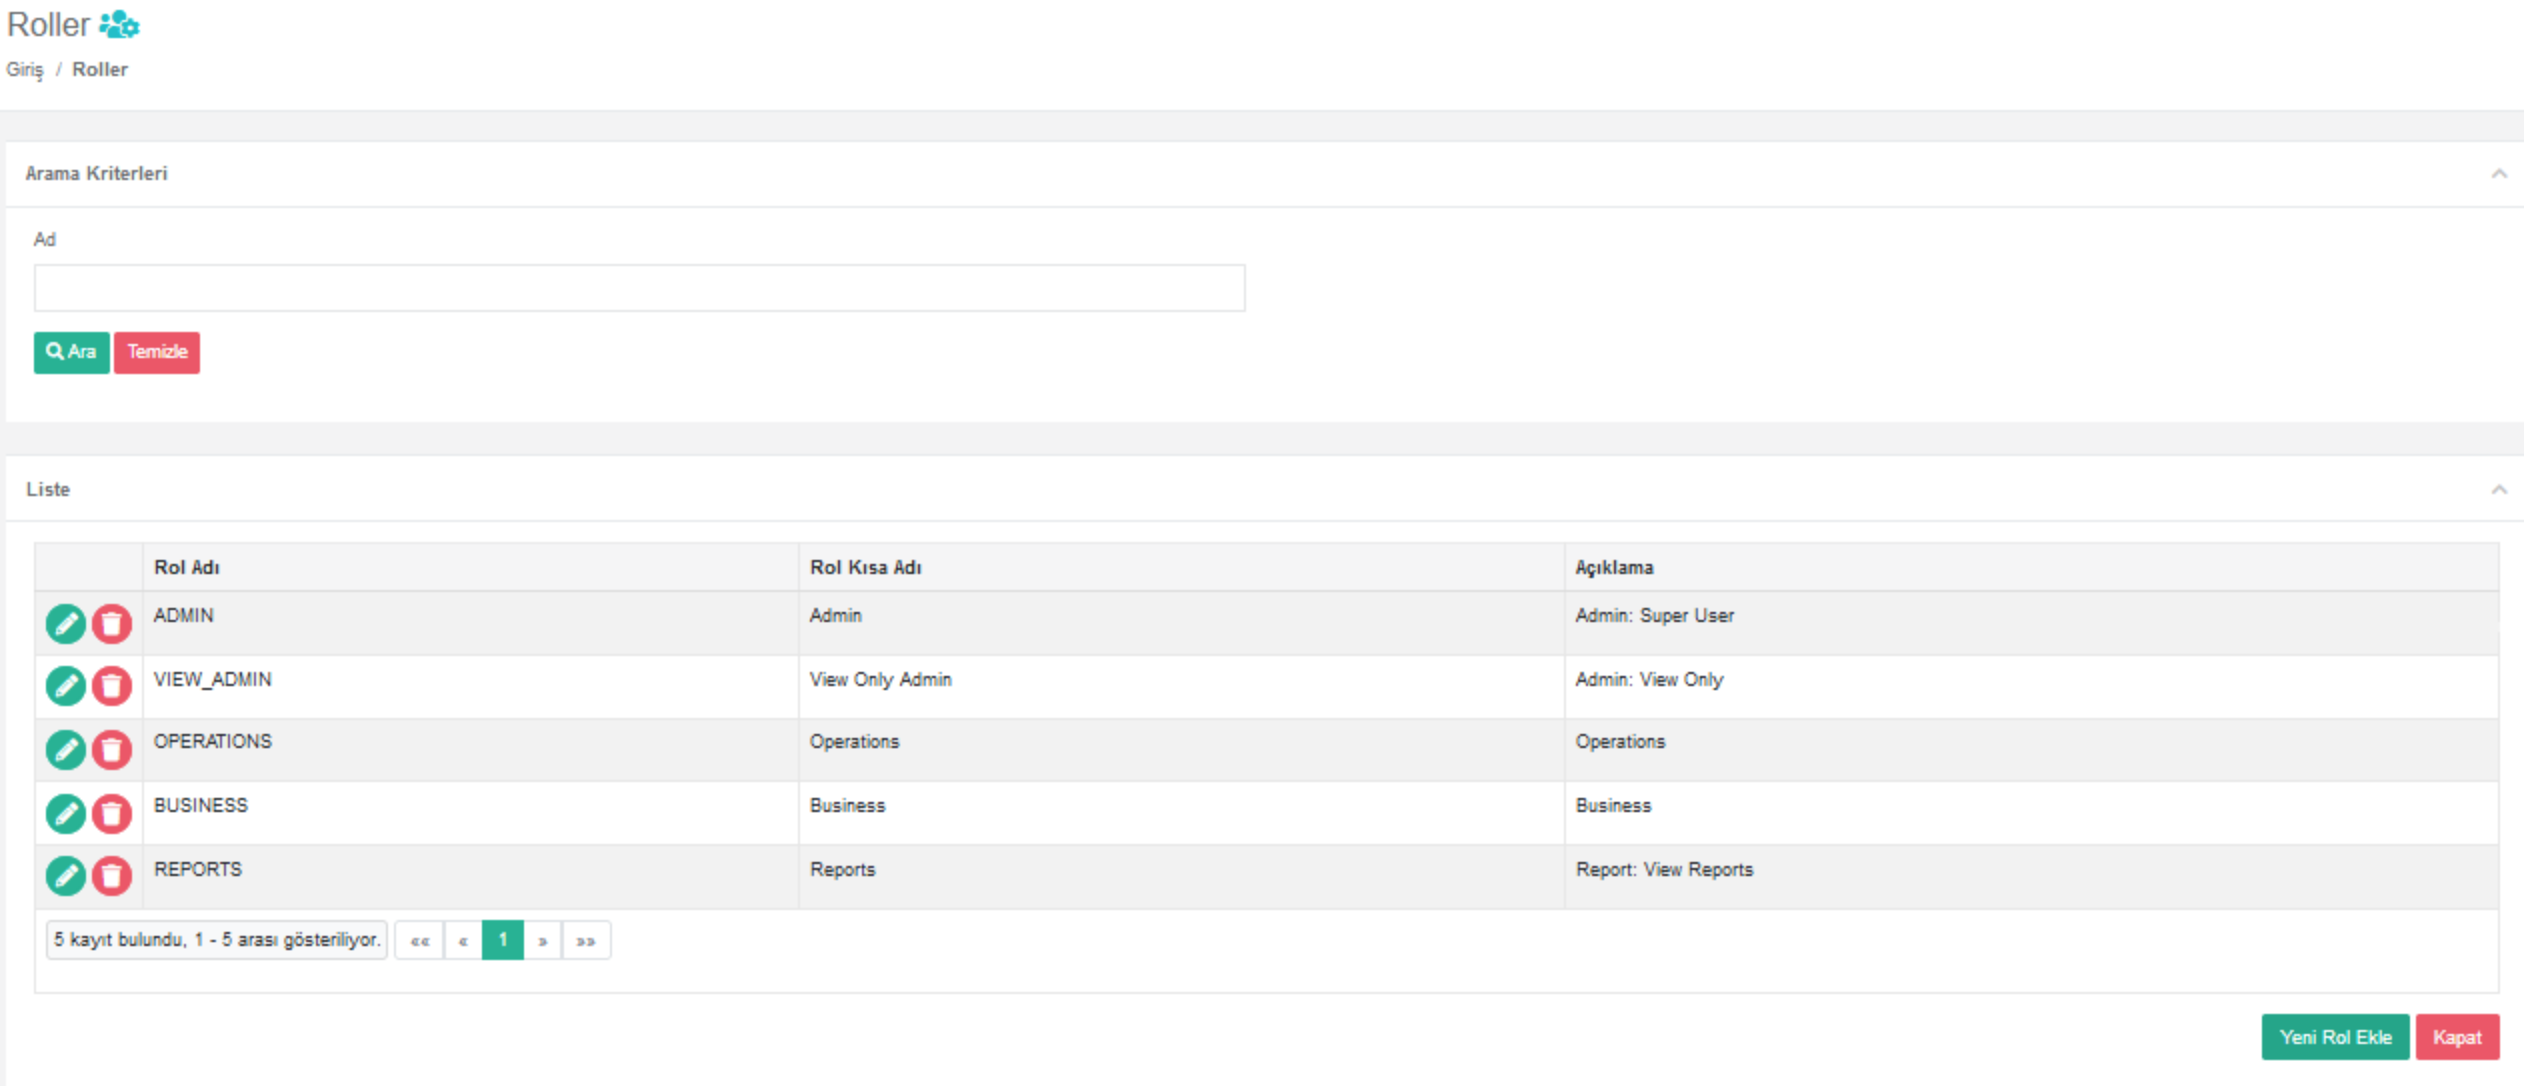 Roller
Giriş / Roller
Arama Kriterleri
Ad
Ara Temizle
Liste
Rol Adı Rol Kısa Adı Açıklama
ADMIN Admin Admin: Super User
VIEW_ADMIN View Only Admin Admin: View Only
OPERATIONS Operations Operations
BUSINESS Business Business
REPORTS Reports Report: View Reports
5 kayıt bulundu, 1 - 5 arası gösteriliyor. «« « 1 » »»
Yeni Rol Ekle Kapat